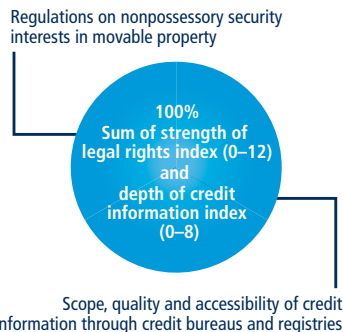 Regulations on nonpossessory security
interests in movable property
100%
Sum of strength of
legal rights index (0–12)
and
depth of credit
information index
(0–8)
Scope, quality and accessibility of credit
information through credit bureaus and registries